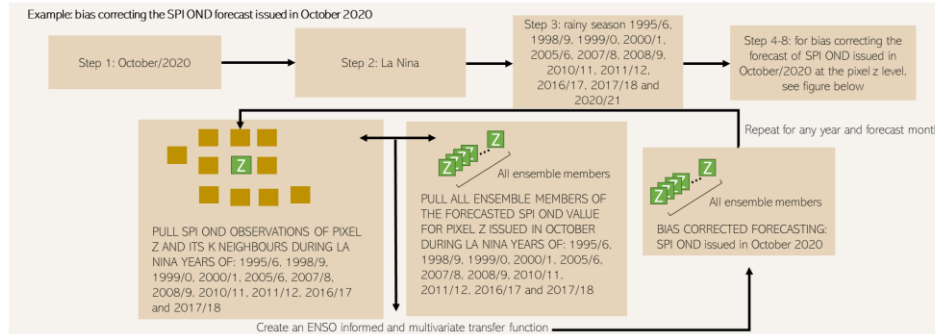 Example: bias correcting the SPI OND forecast issued in October 2020
Step 1: October/2020
Step 2: La Nina
Step 3: rainy season 1995/6,
1998/9, 1999/0, 2000/1,
2005/6, 2007/8, 2008/9,
2010/11, 2011/12,
2016/17, 2017/18 and
2020/21
Step 4-8: for bias correcting the
forecast of SPI OND issued in
October/2020 at the pixel z level,
see figure below
Repeat for any year and forecast month
Z
PULL SPI OND OBSERVATIONS OF PIXEL
Z AND ITS K NEIGHBOURS DURING LA
NINA YEARS OF: 1995/6, 1998/9,
1999/0, 2000/1, 2005/6, 2007/8,
2008/9, 2010/11, 2011/12, 2016/17
and 2017/18
Z Z Z Z Z
All ensemble members
PULL ALL ENSEMBLE MEMBERS OF
THE FORECASTED SPI OND VALUE
FOR PIXEL Z ISSUED IN OCTOBER
DURING LA NINA YEARS OF: 1995/6,
1998/9, 1999/0, 2000/1, 2005/6,
2007/8, 2008/9, 2010/11,
2011/12, 2016/17 and 2017/18
Z Z Z Z Z
All ensemble members
BIAS CORRECTED FORECASTING:
SPI OND issued in October 2020
Create an ENSO informed and multivariate transfer function